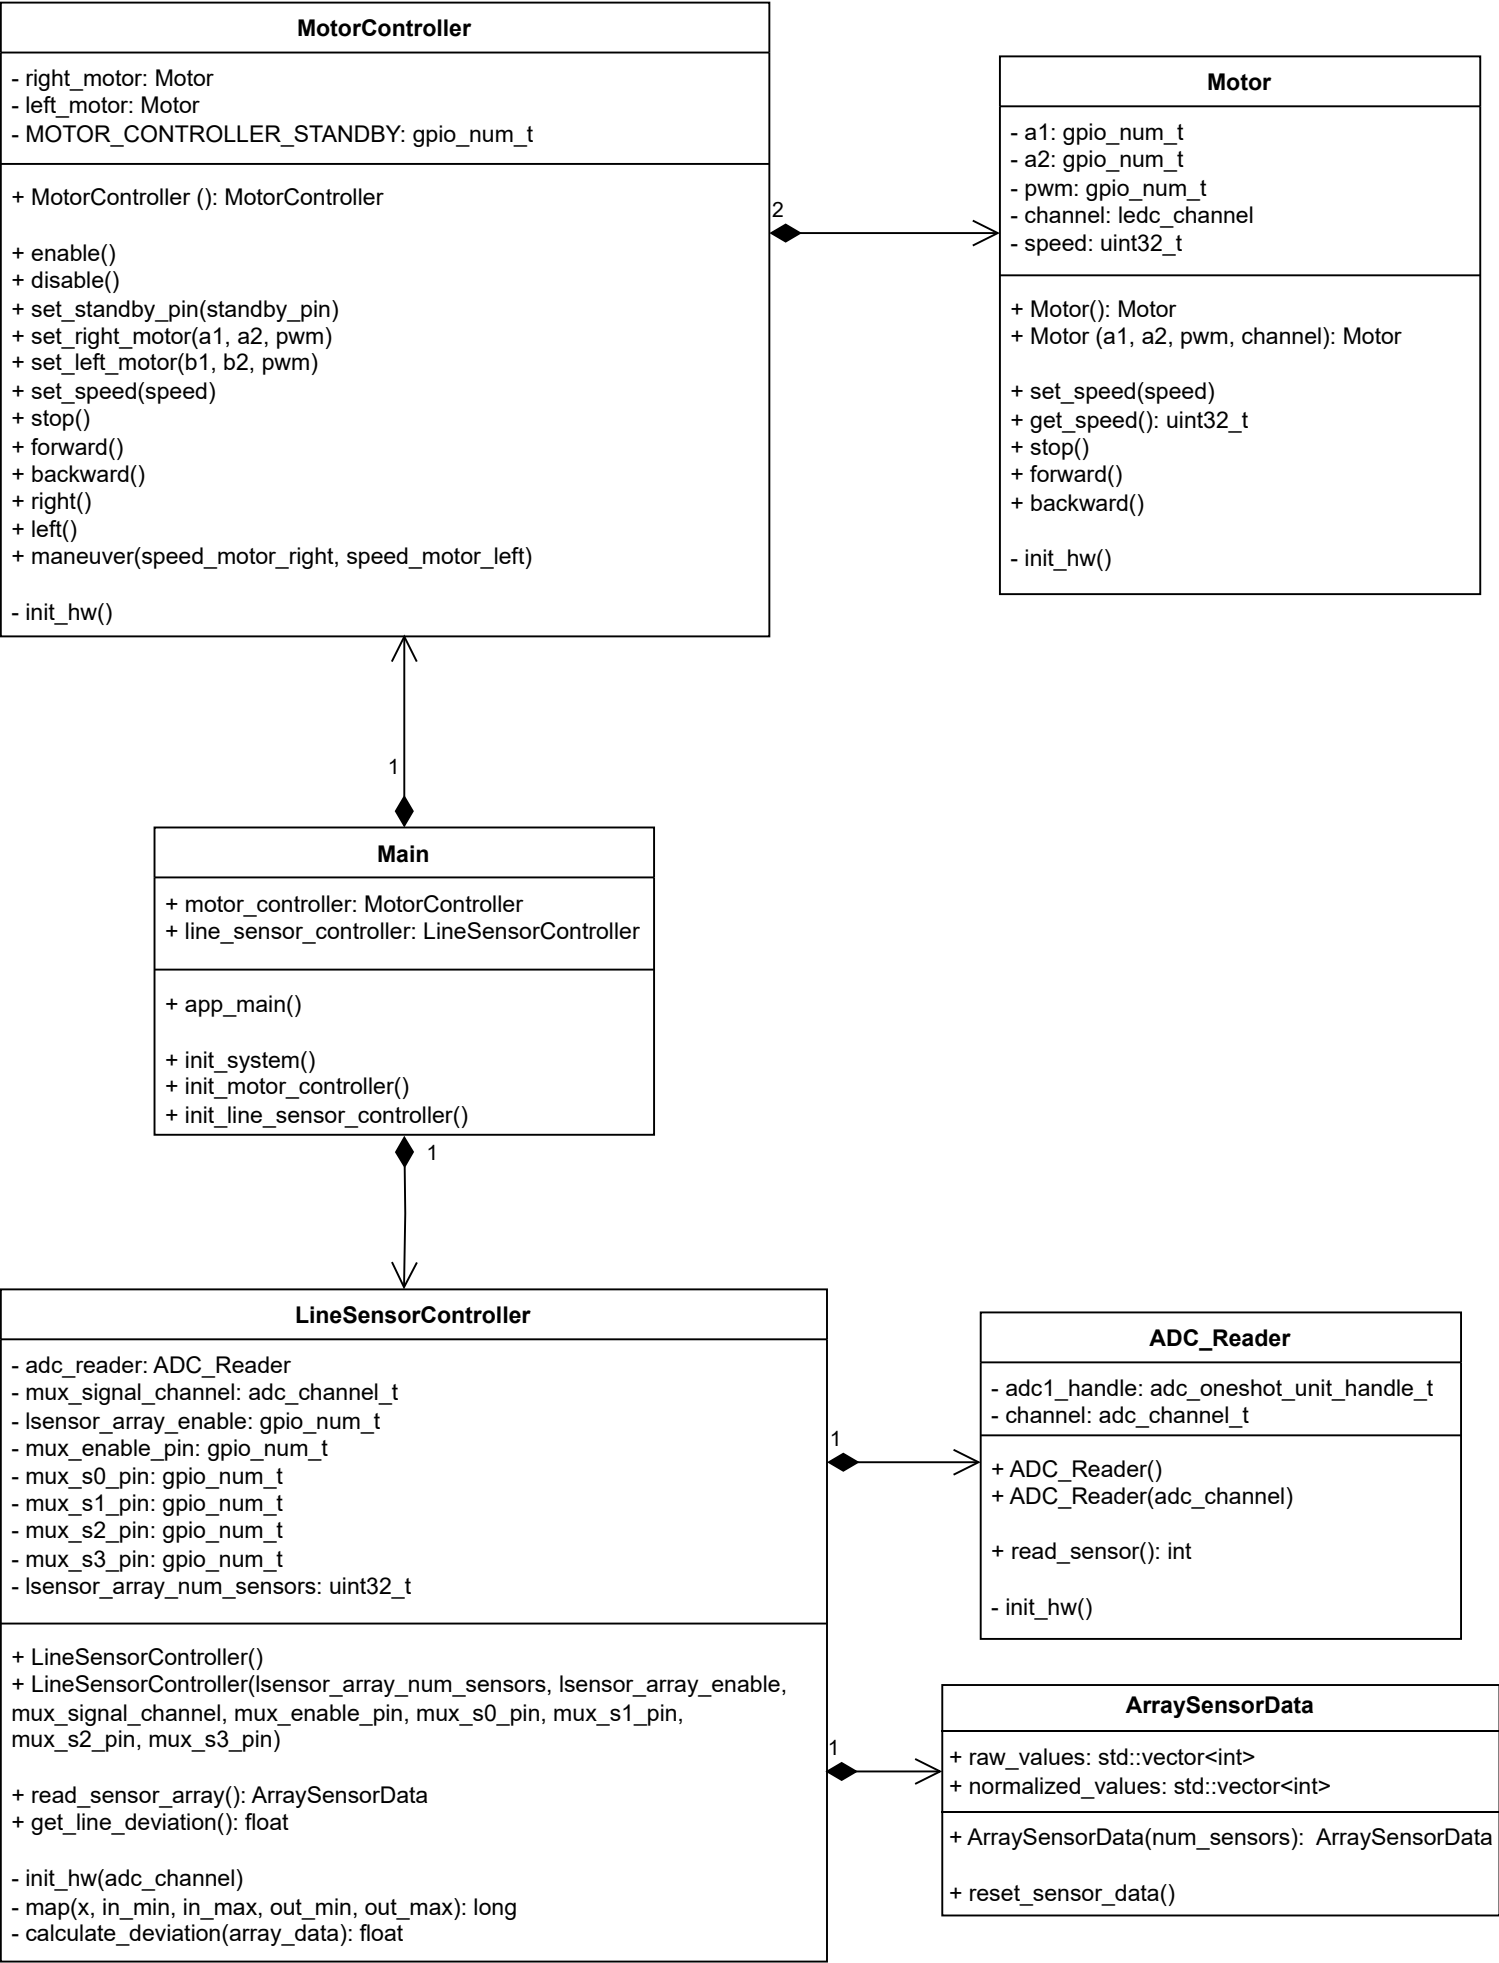 MotorController
- right_motor: Motor
- left_motor: Motor
- MOTOR_CONTROLLER_STANDBY: gpio_num_t
+ MotorController (): MotorController
+ enable()
+ disable()
+ set_standby_pin(standby_pin)
+ set_right_motor(a1, a2, pwm)
+ set_left_motor(b1, b2, pwm)
+ set_speed(speed)
+ stop()
+ forward()
+ backward()
+ right()
+ left()
+ maneuver(speed_motor_right, speed_motor_left)
- init_hw()
2
Motor
- a1: gpio_num_t
- a2: gpio_num_t
- pwm: gpio_num_t
- channel: ledc_channel
- speed: uint32_t
+ Motor(): Motor
+ Motor (a1, a2, pwm, channel): Motor
+ set_speed(speed)
+ get_speed(): uint32_t
+ stop()
+ forward()
+ backward()
- init_hw()
1
Main
+ motor_controller: MotorController
+ line_sensor_controller: LineSensorController
+ app_main()
+ init_system()
+ init_motor_controller()
+ init_line_sensor_controller()
1
LineSensorController
- adc_reader: ADC_Reader
- mux_signal_channel: adc_channel_t
- lsensor_array_enable: gpio_num_t
- mux_enable_pin: gpio_num_t
- mux_s0_pin: gpio_num_t
- mux_s1_pin: gpio_num_t
- mux_s2_pin: gpio_num_t
- mux_s3_pin: gpio_num_t
- lsensor_array_num_sensors: uint32_t
+ LineSensorController()
+ LineSensorController(lsensor_array_num_sensors, lsensor_array_enable,
mux_signal_channel, mux_enable_pin, mux_s0_pin, mux_s1_pin,
mux_s2_pin, mux_s3_pin)
+ read_sensor_array(): ArraySensorData
+ get_line_deviation(): float
- init_hw(adc_channel)
- map(x, in_min, in_max, out_min, out_max): long
- calculate_deviation(array_data): float
1
ADC_Reader
- adc1_handle: adc_oneshot_unit_handle_t
- channel: adc_channel_t
+ ADC_Reader()
+ ADC_Reader(adc_channel)
+ read_sensor(): int
- init_hw()
1
ArraySensorData
+ raw_values: std::vector<int>
+ normalized_values: std::vector<int>
+ ArraySensorData(num_sensors): ArraySensorData
+ reset_sensor_data()